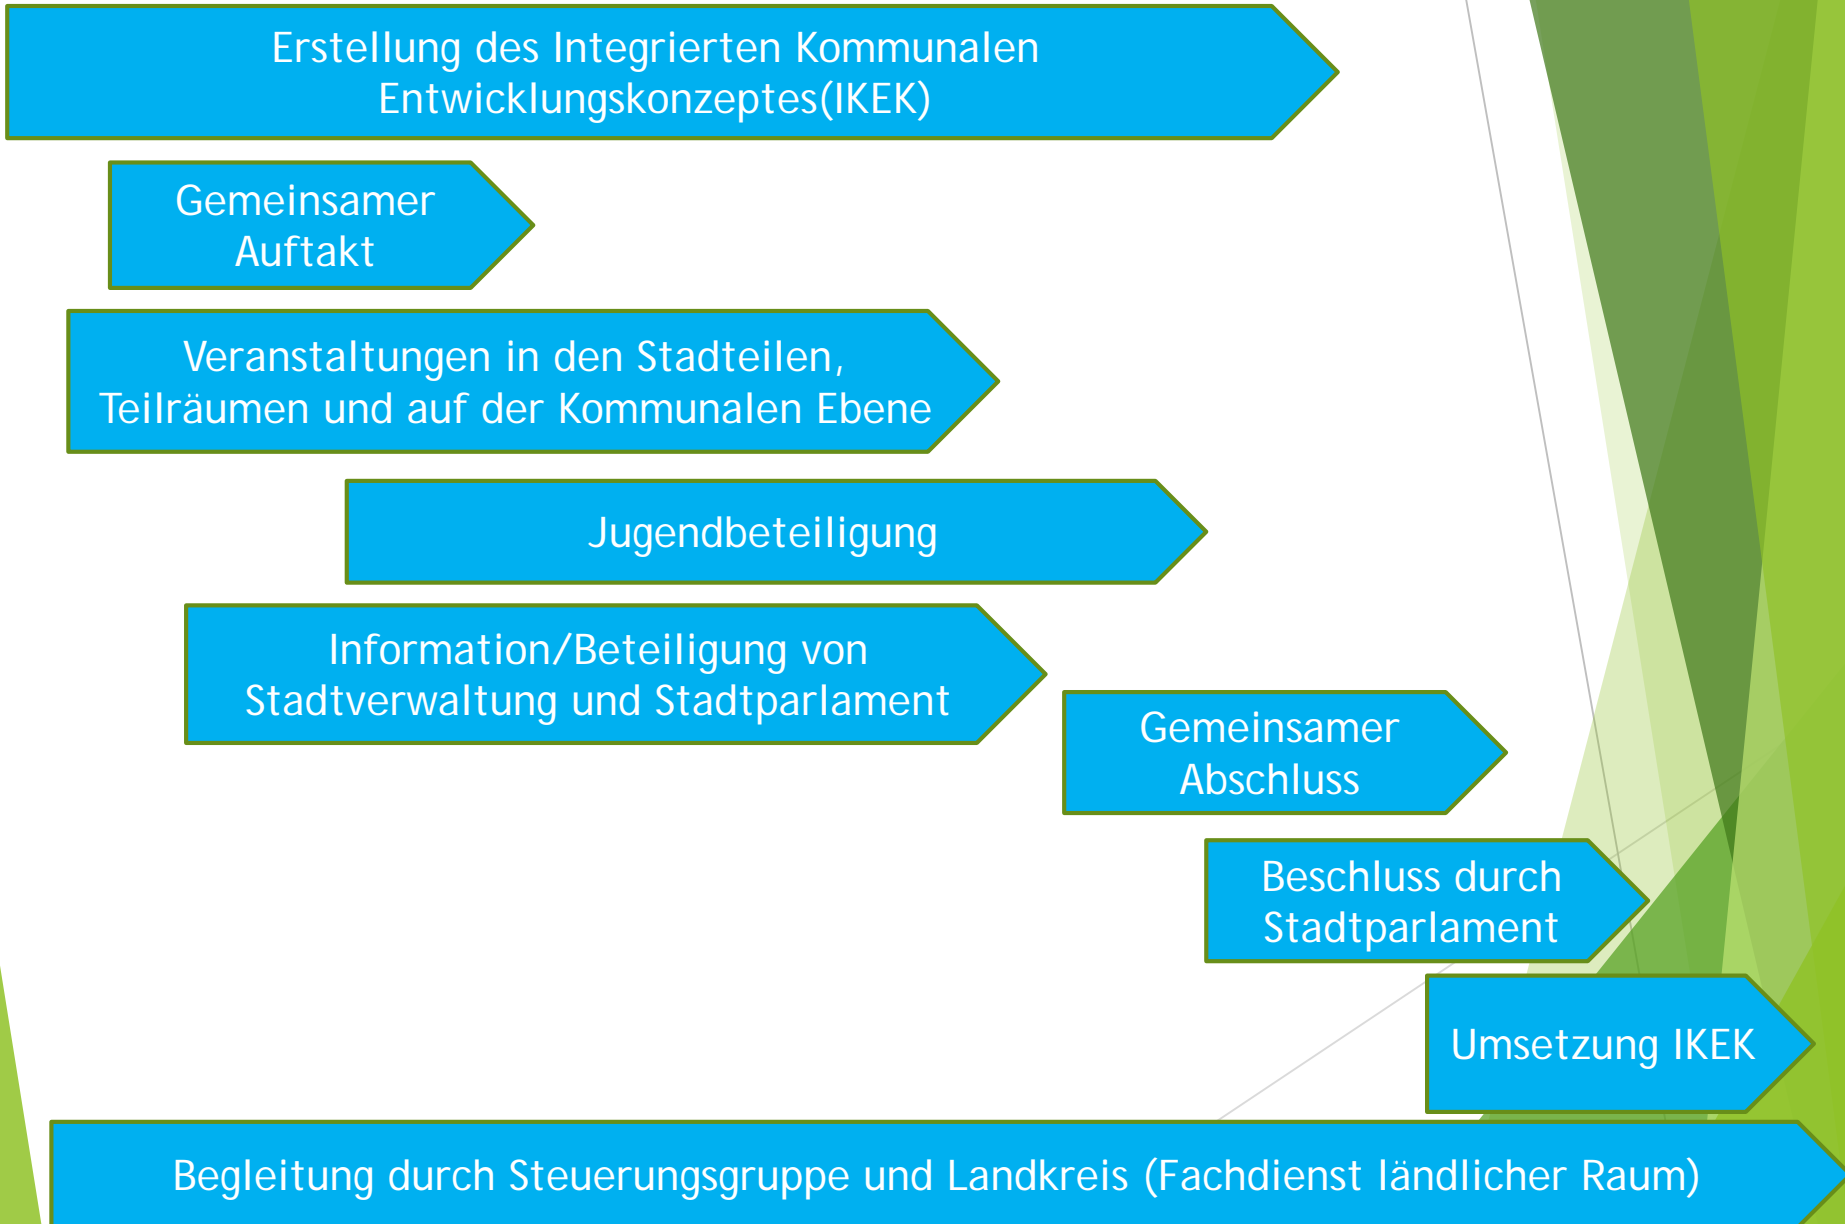 Erstellung des Integrierten Kommunalen
Entwicklungskonzeptes(IKEK)
Gemeinsamer
Auftakt
Veranstaltungen in den Stadteilen,
Teilräumen und auf der Kommunalen Ebene
Jugendbeteiligung
Information/Beteiligung von
Stadtverwaltung und Stadtparlament
Gemeinsamer
Abschluss
Beschluss durch
Stadtparlament
Umsetzung IKEK
Begleitung durch Steuerungsgruppe und Landkreis (Fachdienst ländlicher Raum)